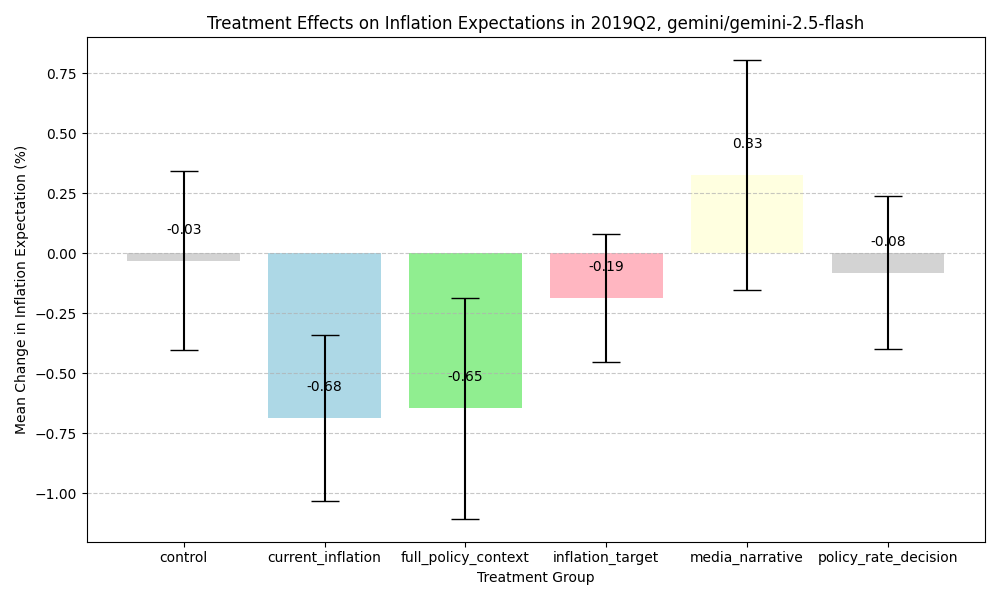 Treatment Effects on Inflation Expectations in 2019Q2, gemini/gemini-2.5-flash
Mean Change in Inflation Expectation (%)
0.75
0.50
0.25
0.00
−0.25
−0.50
−0.75
−1.00
-0.03
-0.68
-0.65
-0.19
0.33
-0.08
control
current_inflation
full_policy_context
inflation_target
media_narrative
policy_rate_decision
Treatment Group